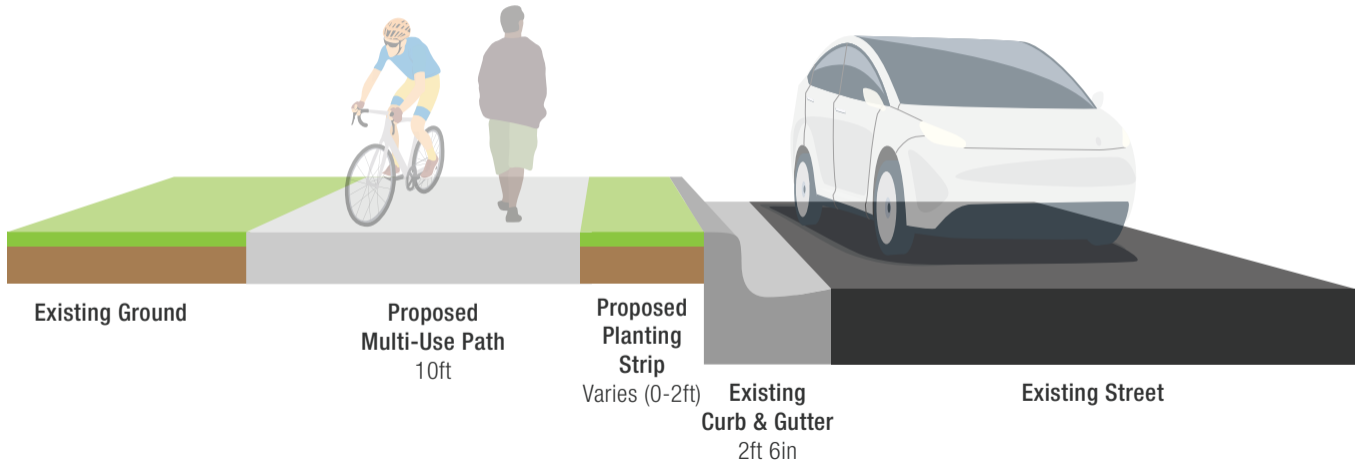 Existing Ground
Proposed
Multi-Use Path
10ft
Proposed
Planting
Strip
Varies (0-2ft)
Existing
Curb & Gutter
2ft 6in
Existing Street